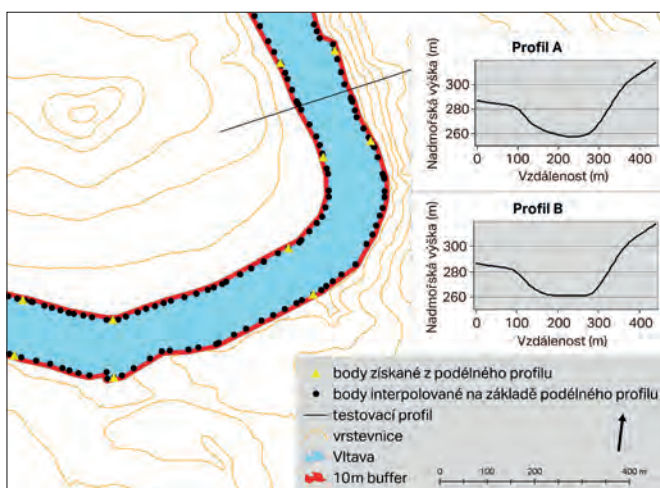 Profil A
Nadmořská výška (m)
300
280
260
0
100
200
300
400
Vzdálenost (m)
Profil B
Nadmořská výška (m)
300
280
260
0
100
200
300
400
Vzdálenost (m)
body získané z podélného profilu
body interpolované na základě podélného profilu
testovací profil
vrstevnice
Vltava
10m buffer
0 100 200 400 m